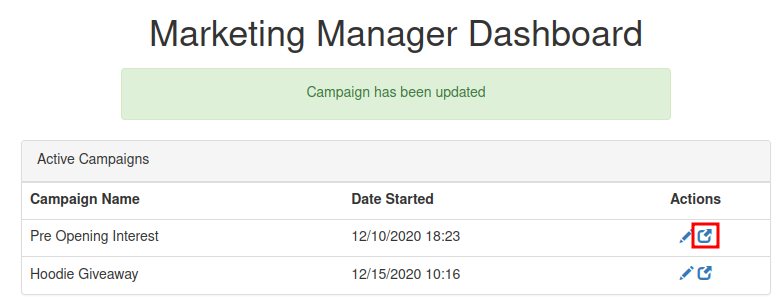 Marketing Manager Dashboard
Campaign has been updated
Active Campaigns
Campaign Name Date Started Actions
Pre Opening Interest 12/10/2020 18:23
Hoodie Giveaway 12/15/2020 10:16